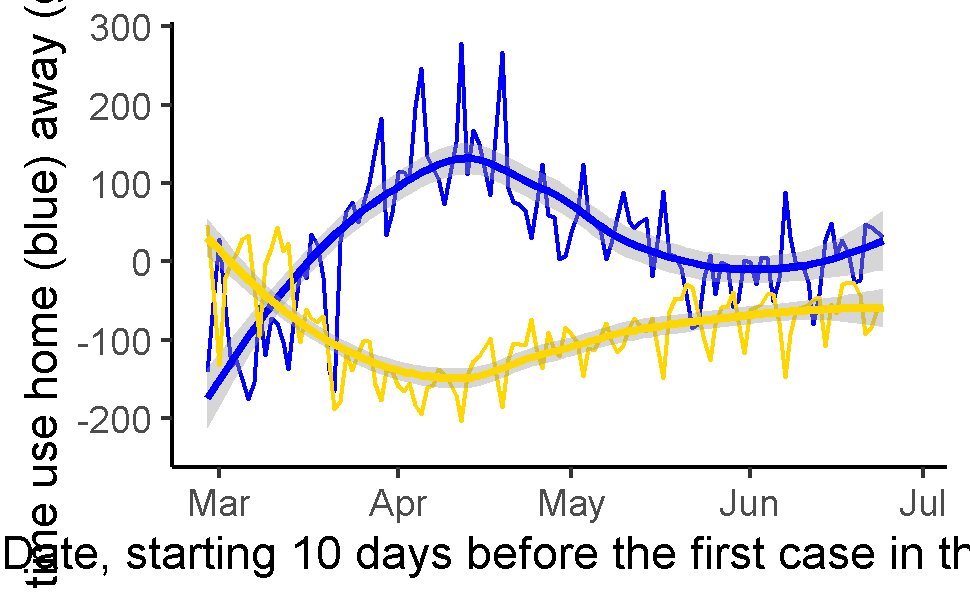 time use home (blue) away (
300
200
100
0
-100
-200
Mar Apr May Jun Jul
Date, starting 10 days before the first case in th